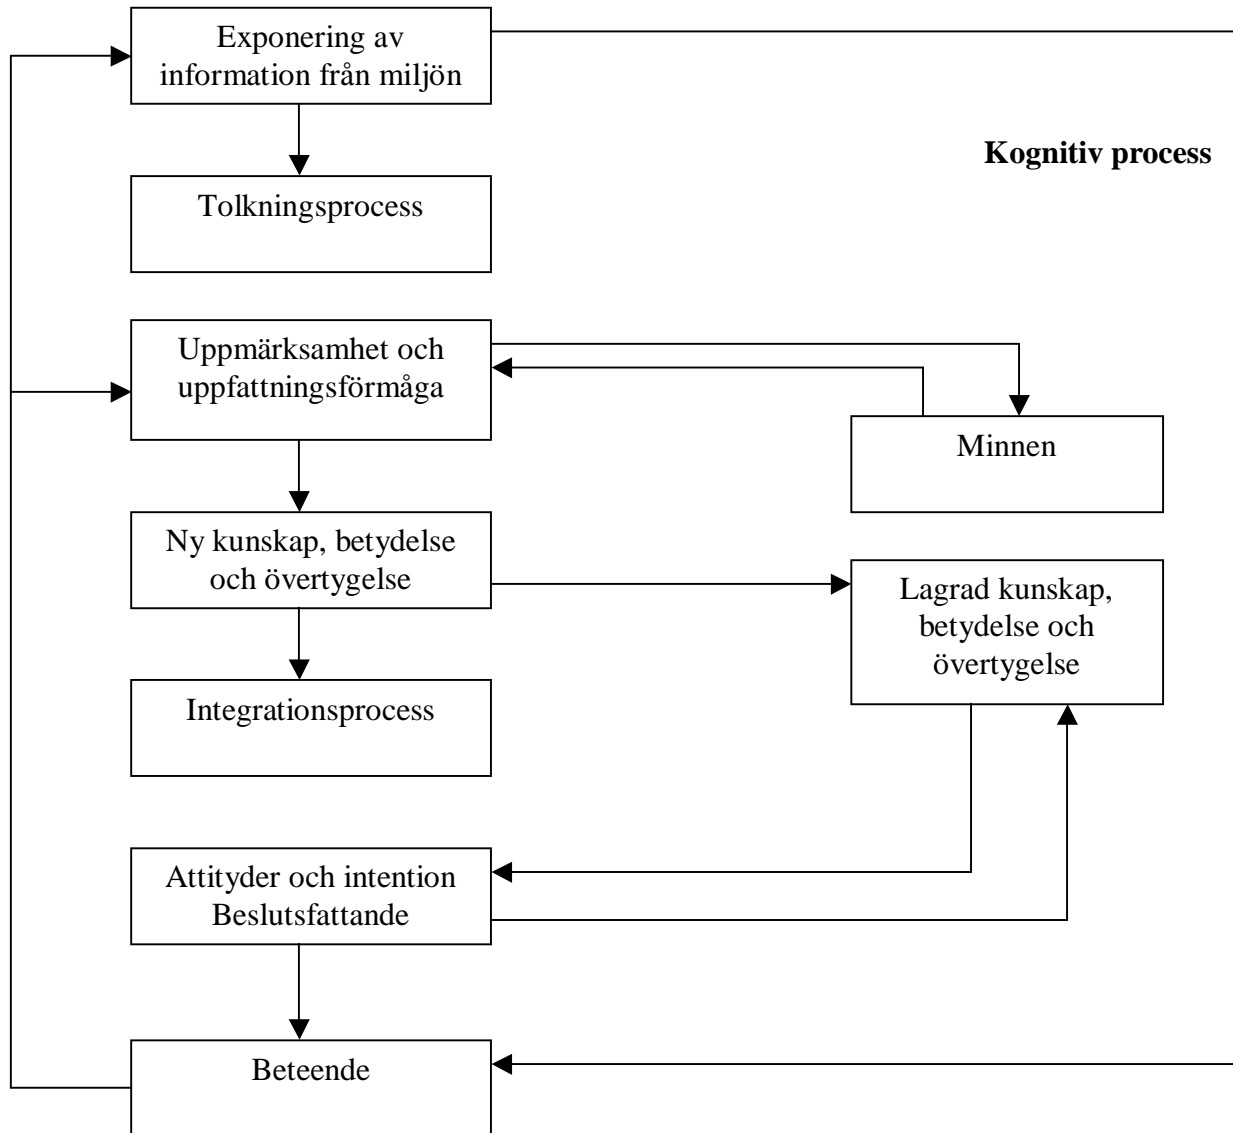 Exponering av
information från miljön
Kognitiv process
Tolkningsprocess
Uppmärksamhet och
uppfattningsförmåga
Minnen
Ny kunskap, betydelse
och övertygelse
Lagrad kunskap,
betydelse och
övertygelse
Integrationsprocess
Attityder och intention
Beslutsfattande
Beteende